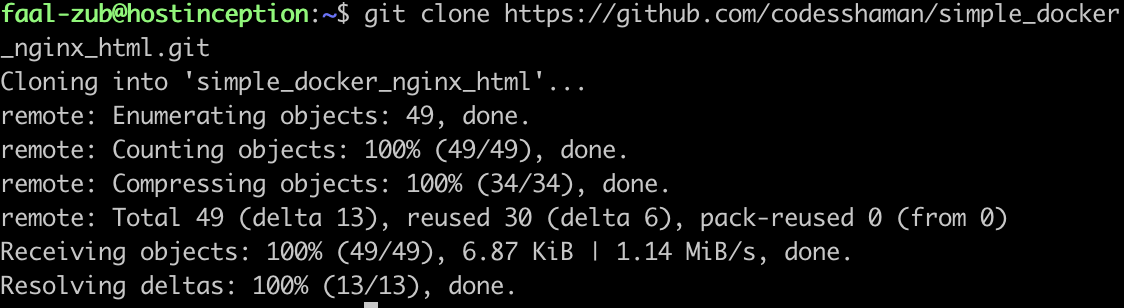 faal-zub@hostinception:~$ git clone https://github.com/codesshaman/simple_docker
_nginx_html.git
Cloning into 'simple_docker_nginx_html'...
remote: Enumerating objects: 49, done.
remote: Counting objects: 100% (49/49), done.
remote: Compressing objects: 100% (34/34), done.
remote: Total 49 (delta 13), reused 30 (delta 6), pack-reused 0 (from 0)
Receiving objects: 100% (49/49), 6.87 KiB | 1.14 MiB/s, done.
Resolving deltas: 100% (13/13), done.